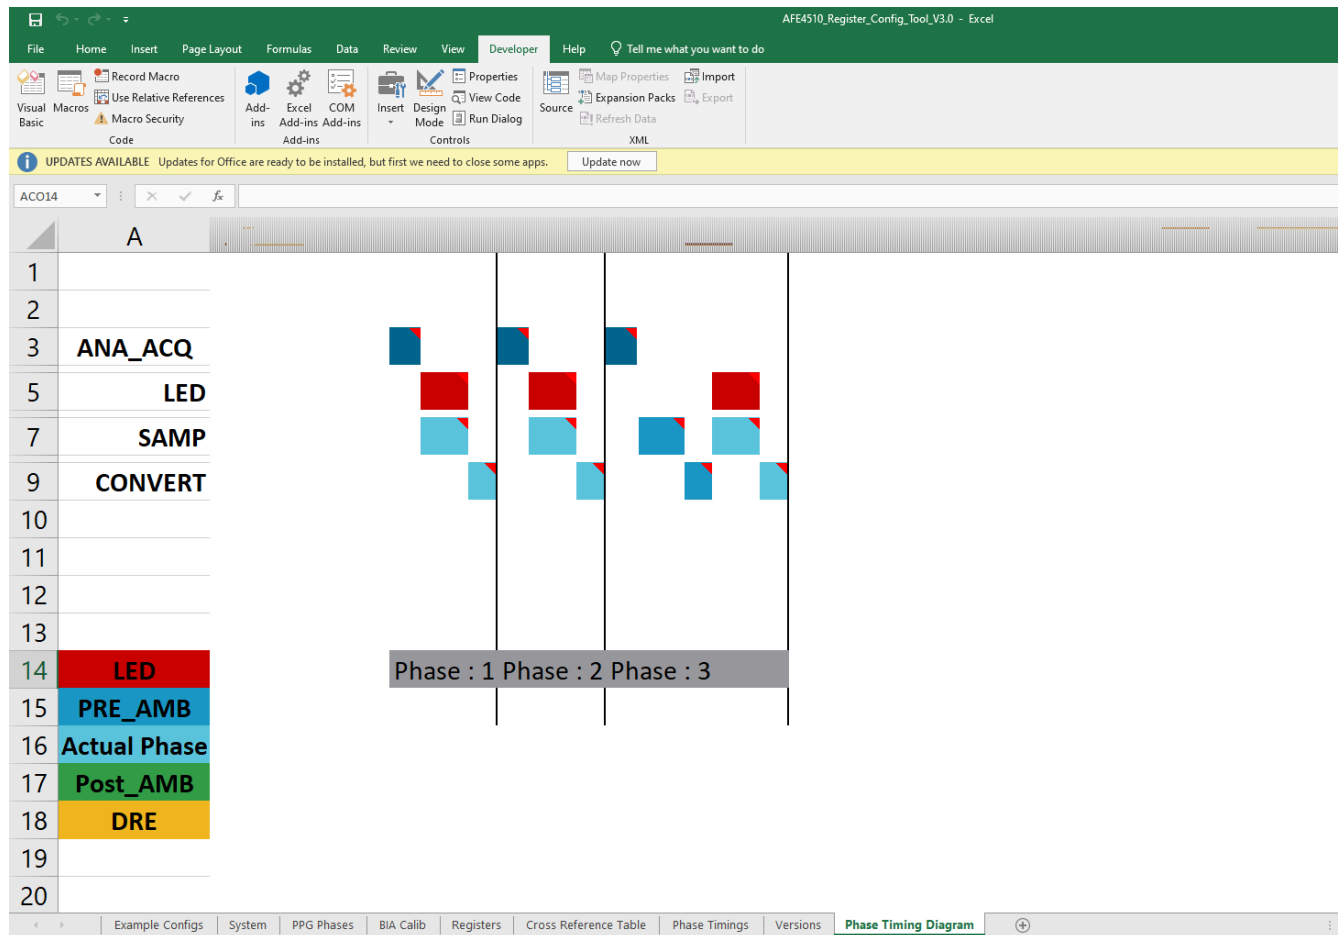 AFE4510_Register_Config_Tool_V3.0 - Excel
File Home Insert Page Layout Formulas Data Review View Developer Help Tell me what you want to do
Visual Basic
Macros
Record Macro
Use Relative References
Macro Security
Code
Add-ins
Excel Add-ins
COM Add-ins
Add-ins
Insert
Design Mode
Properties
View Code
Run Dialog
Controls
Source
Map Properties
Expansion Packs
Refresh Data
Import
Export
XML
UPDATES AVAILABLE Updates for Office are ready to be installed, but first we need to close some apps. Update now
ACO14 fx
A
1
2
3 ANA_ACQ
5 LED
7 SAMP
9 CONVERT
10
11
12
13
14 LED Phase : 1 Phase : 2 Phase : 3
15 PRE_AMB
16 Actual Phase
17 Post_AMB
18 DRE
19
20
Example Configs System PPG Phases BIA Calib Registers Cross Reference Table Phase Timings Versions Phase Timing Diagram